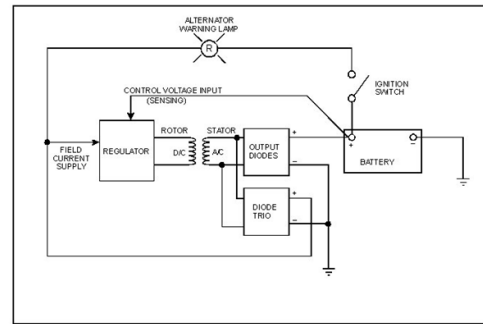 ALTERNATOR
WARNING LAMP
R
IGNITION
SWITCH
CONTROL VOLTAGE INPUT
(SENSING)
ROTOR
STATOR
FIELD
CURRENT
SUPPLY
REGULATOR
D/C
A/C
OUTPUT
DIODES
+
−
+
−
BATTERY
DIODE
TRIO
+
−